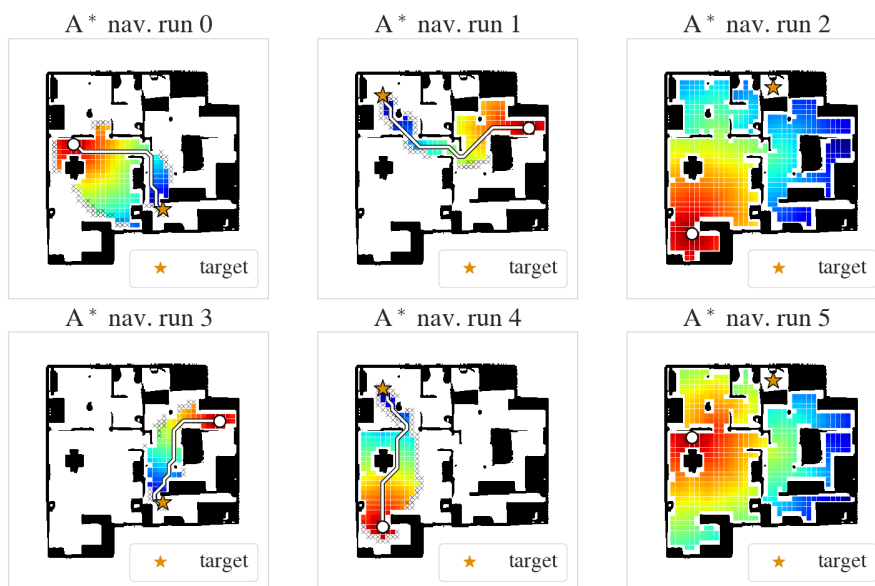 A* nav. run 0
A* nav. run 1
A* nav. run 2
target
target
target
A* nav. run 3
A* nav. run 4
A* nav. run 5
target
target
target